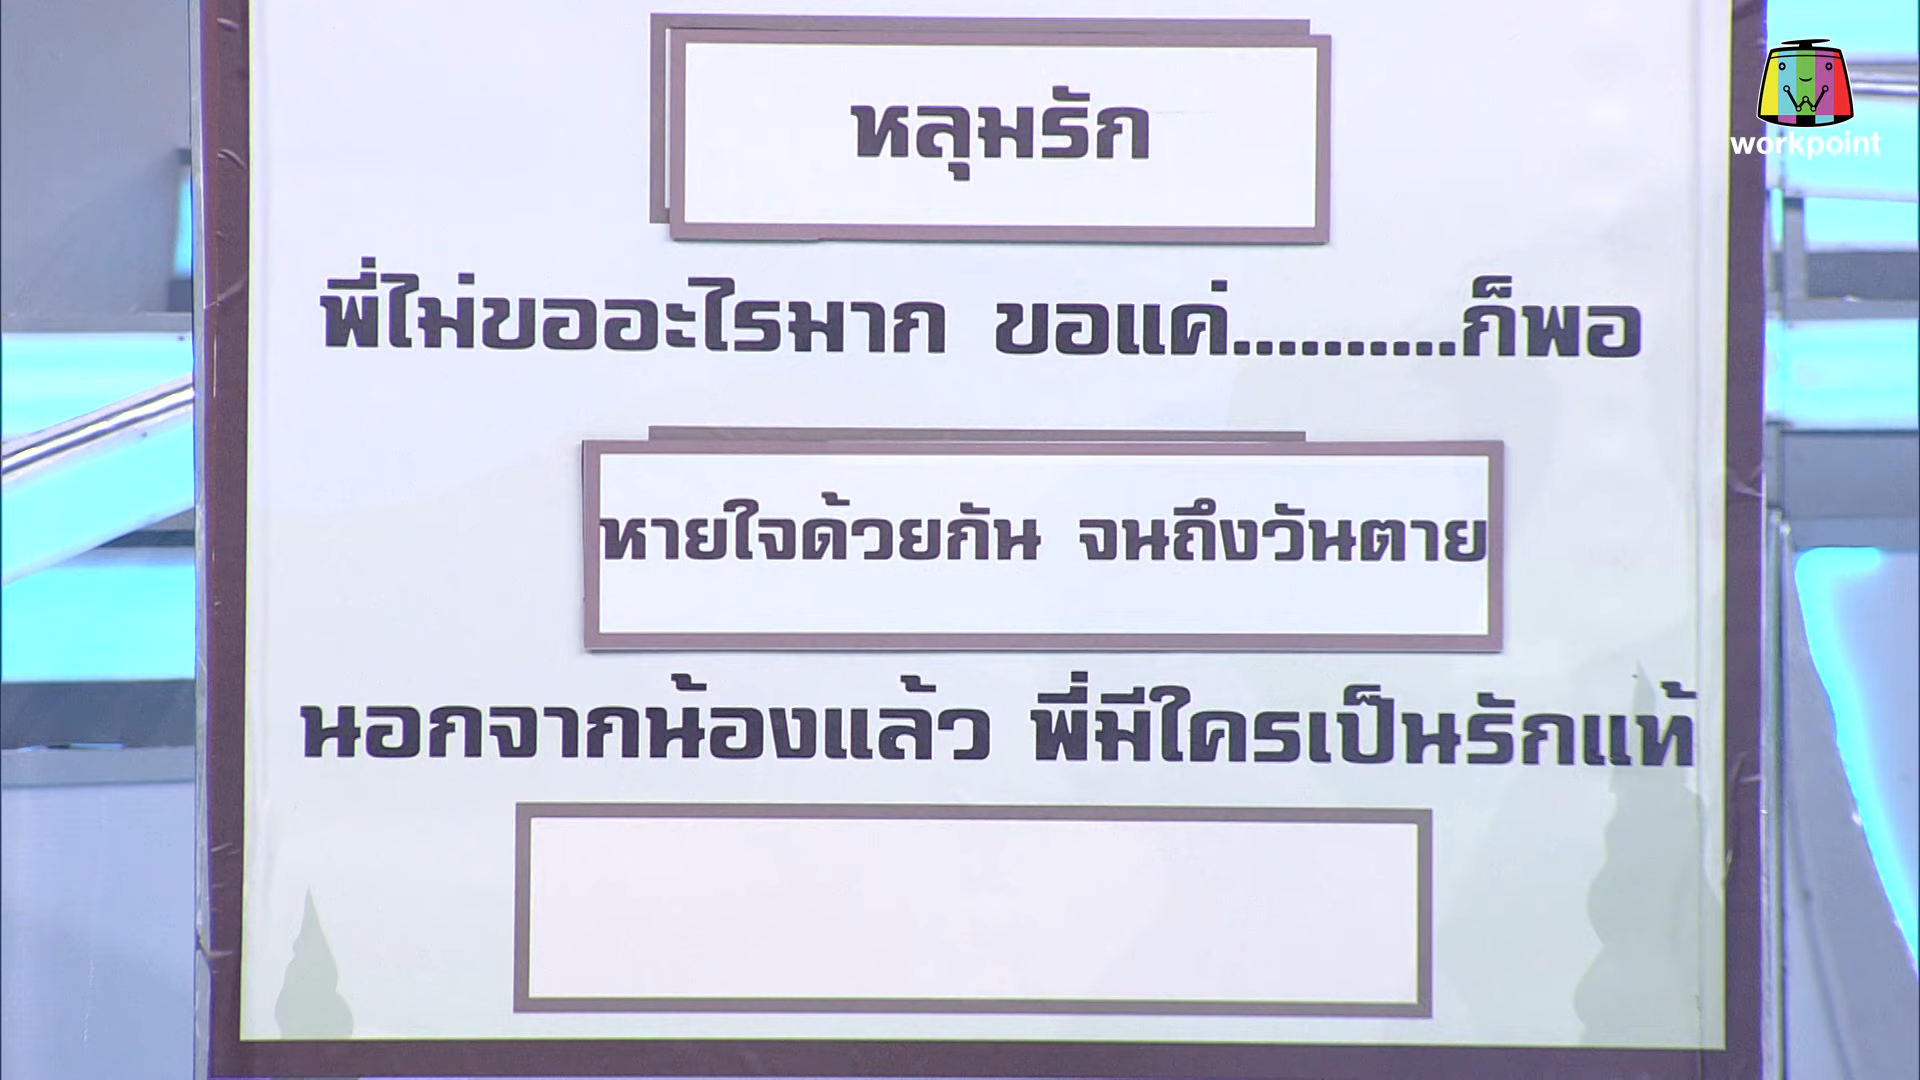 หลุมรัก
workpoint
พี่ไม่ขออะไรมาก ขอแค่..........ก็พอ
หายใจด้วยกัน จนถึงวันตาย
นอกจากน้องแล้ว พี่มีใครเป็นรักแท้